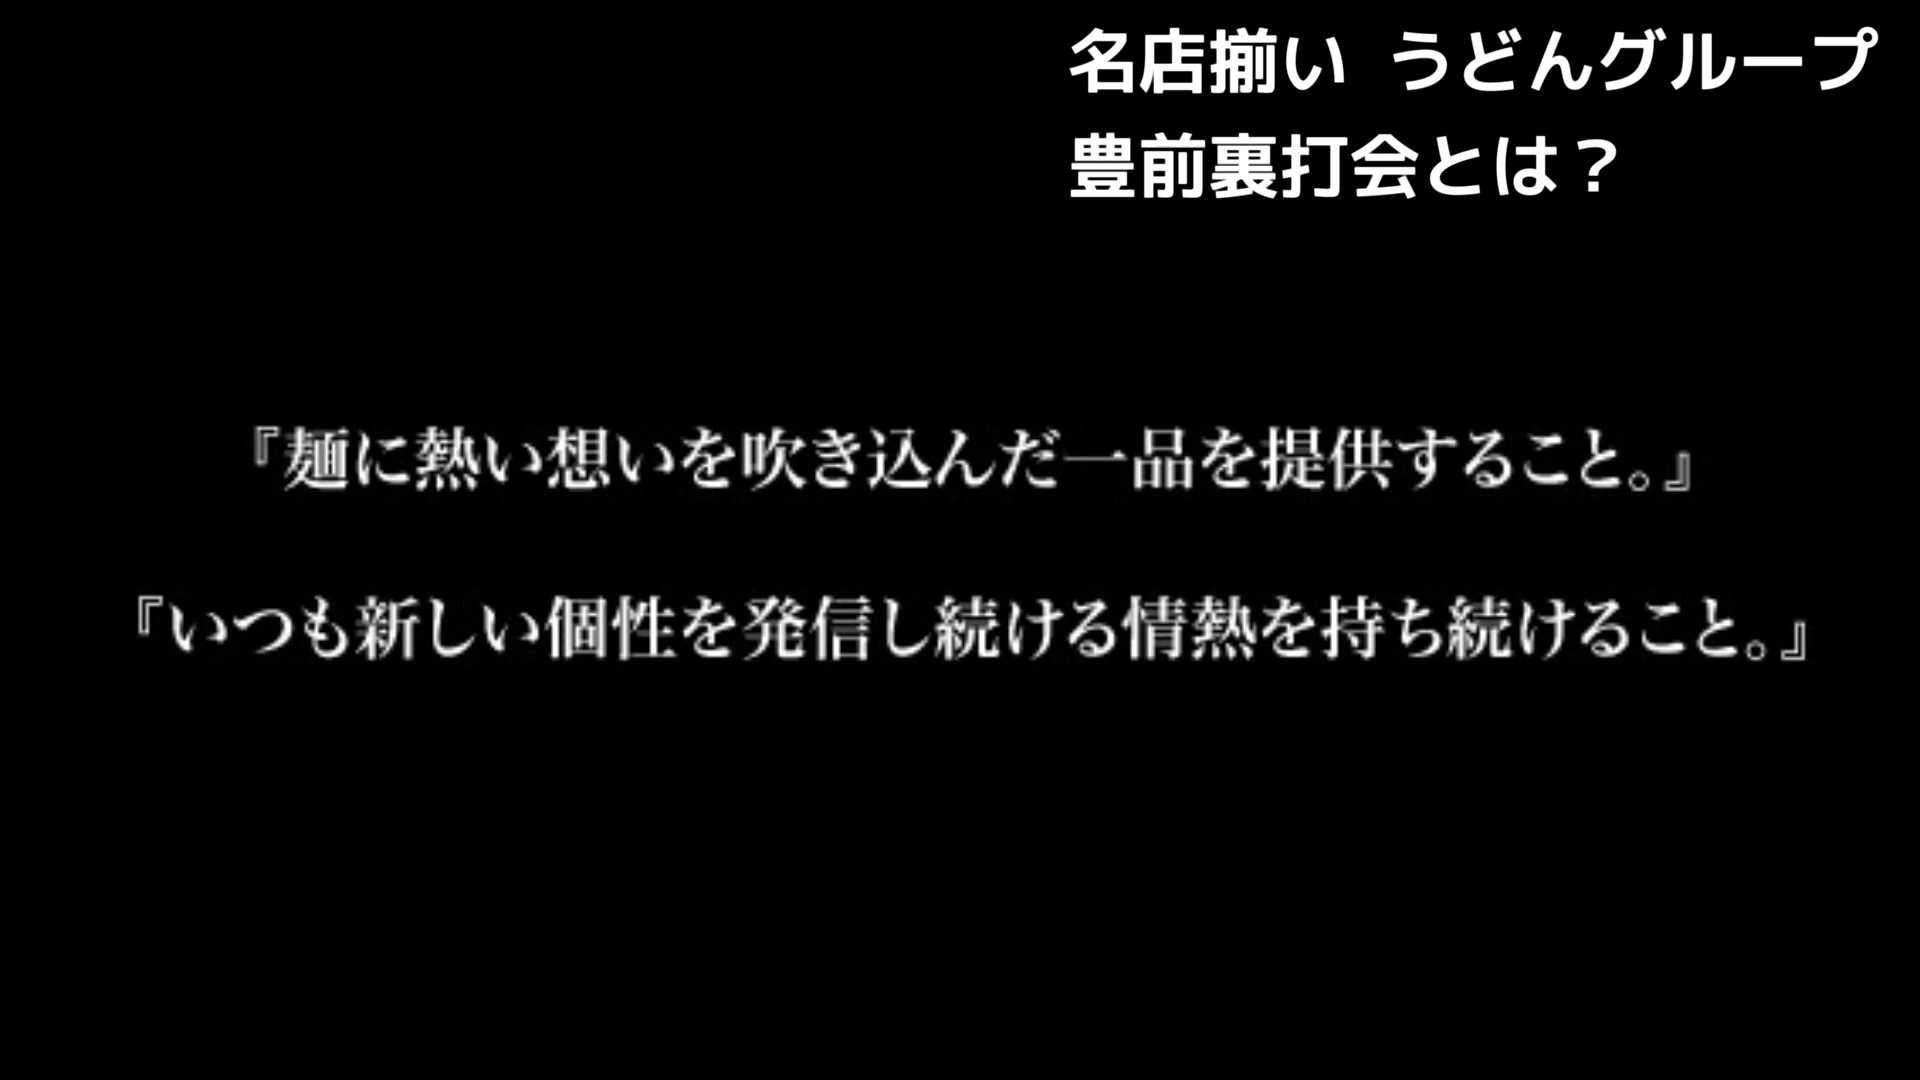 名店揃い うどんグループ
豊前裏打会とは？
『麺に熱い想いを吹き込んだ一品を提供すること。』
『いつも新しい個性を発信し続ける情熱を持ち続けること。』